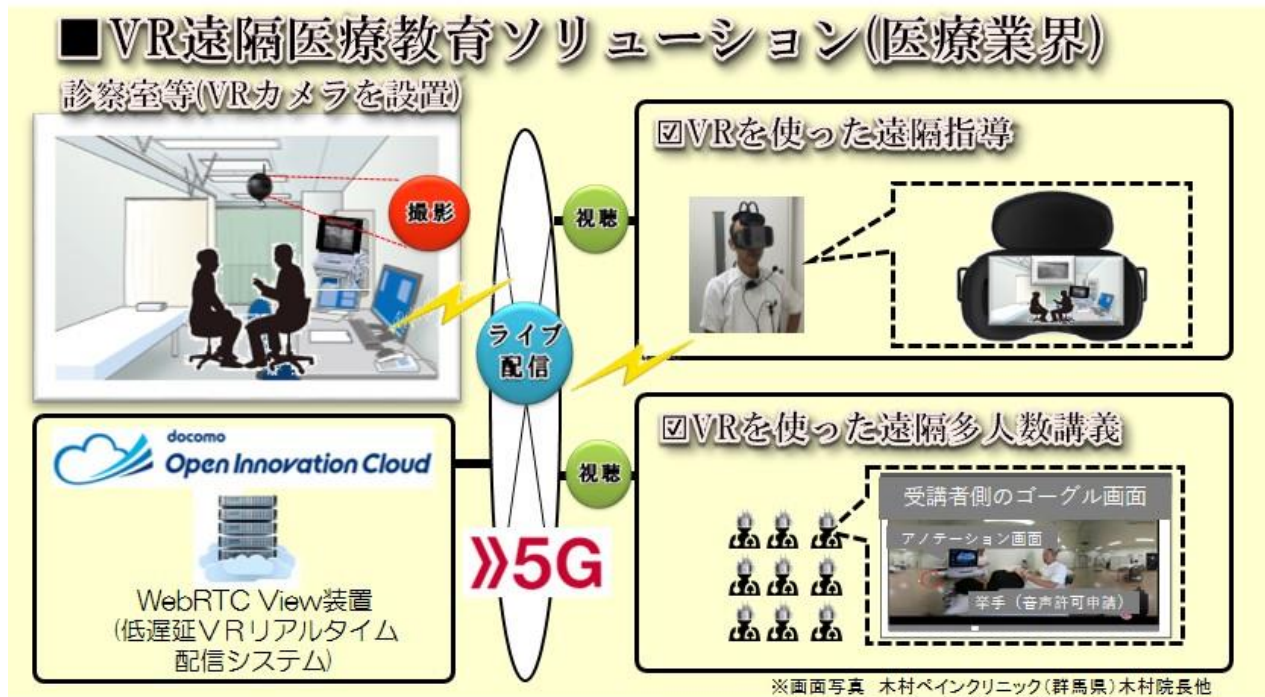 ■VR遠隔医療教育ソリューション(医療業界)
診察室等(VRカメラを設置)
撮影
ライブ
配信
視聴
☑VRを使った遠隔指導
docomo
Open Innovation Cloud
WebRTC View装置
(低遅延ＶＲリアルタイム
配信システム)
5G
視聴
☑VRを使った遠隔多人数講義
受講者側のゴーグル画面
アノテーション画面
挙手（音声許可申請）
※画面写真 木村ペインクリニック(群馬県)木村院長他